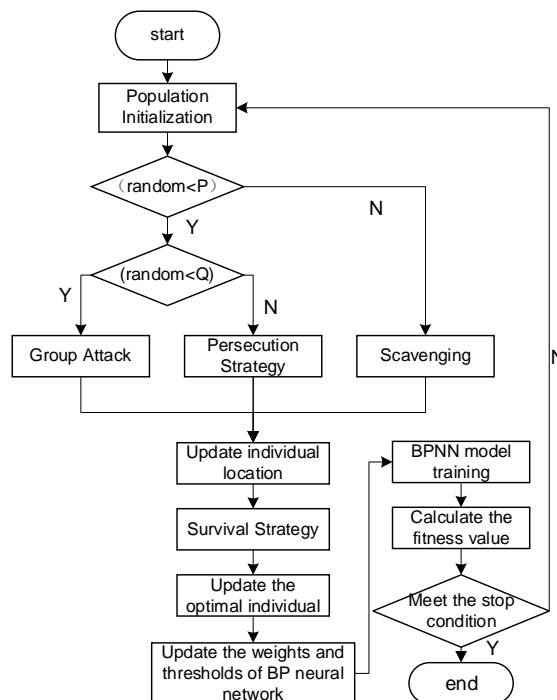 start
Population
Initialization
（random<P）
N
Y
(random<Q)
Y
N
Group Attack
Persecution
Strategy
Scavenging
N
Update individual
location
BPNN model
training
Survival Strategy
Calculate the
fitness value
Update the
optimal individual
Meet the stop
condition
Y
Update the weights and
thresholds of BP neural
network
end